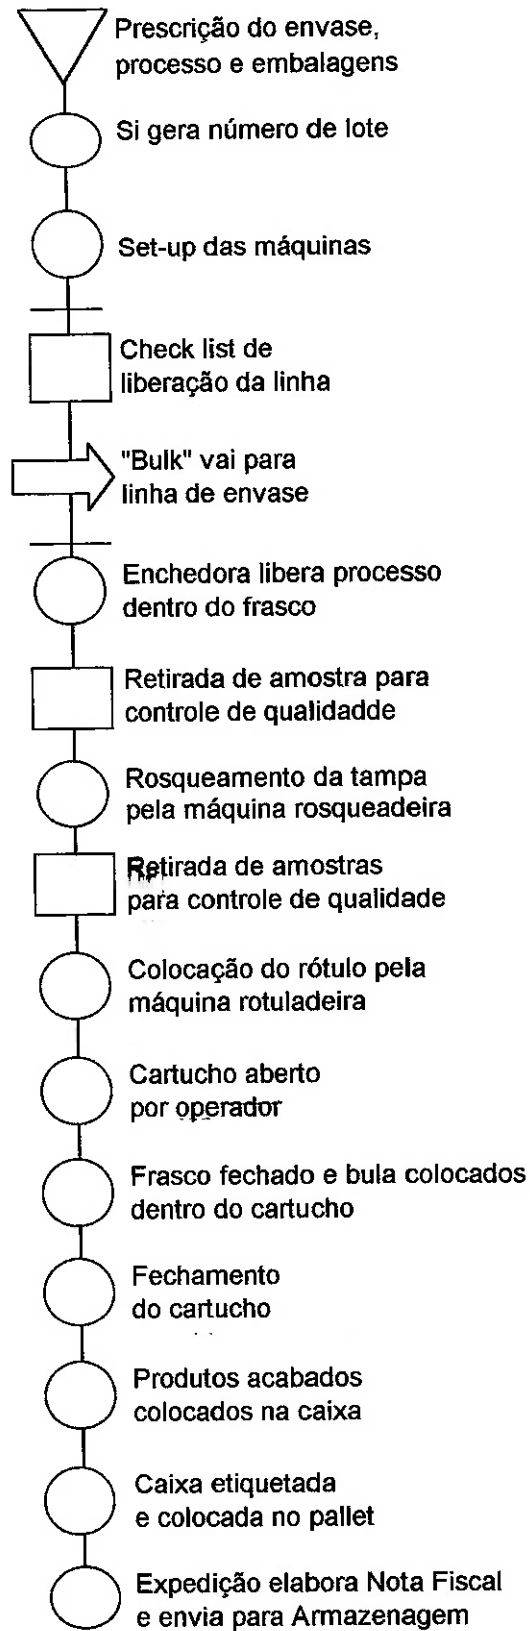 Prescrição do envase,
processo e embalagens
Si gera número de lote
Set-up das máquinas
Check list de
liberação da linha
"Bulk" vai para
linha de envase
Enchedora libera processo
dentro do frasco
Retirada de amostra para
controle de qualidadde
Rosqueamento da tampa
pela máquina rosqueadeira
Retirada de amostras
para controle de qualidade
Colocação do rótulo pela
máquina rotuladeira
Cartucho aberto
por operador
Frasco fechado e bula colocados
dentro do cartucho
Fechamento
do cartucho
Produtos acabados
colocados na caixa
Caixa etiquetada
e colocada no pallet
Expedição elabora Nota Fiscal
e envia para Armazenagem